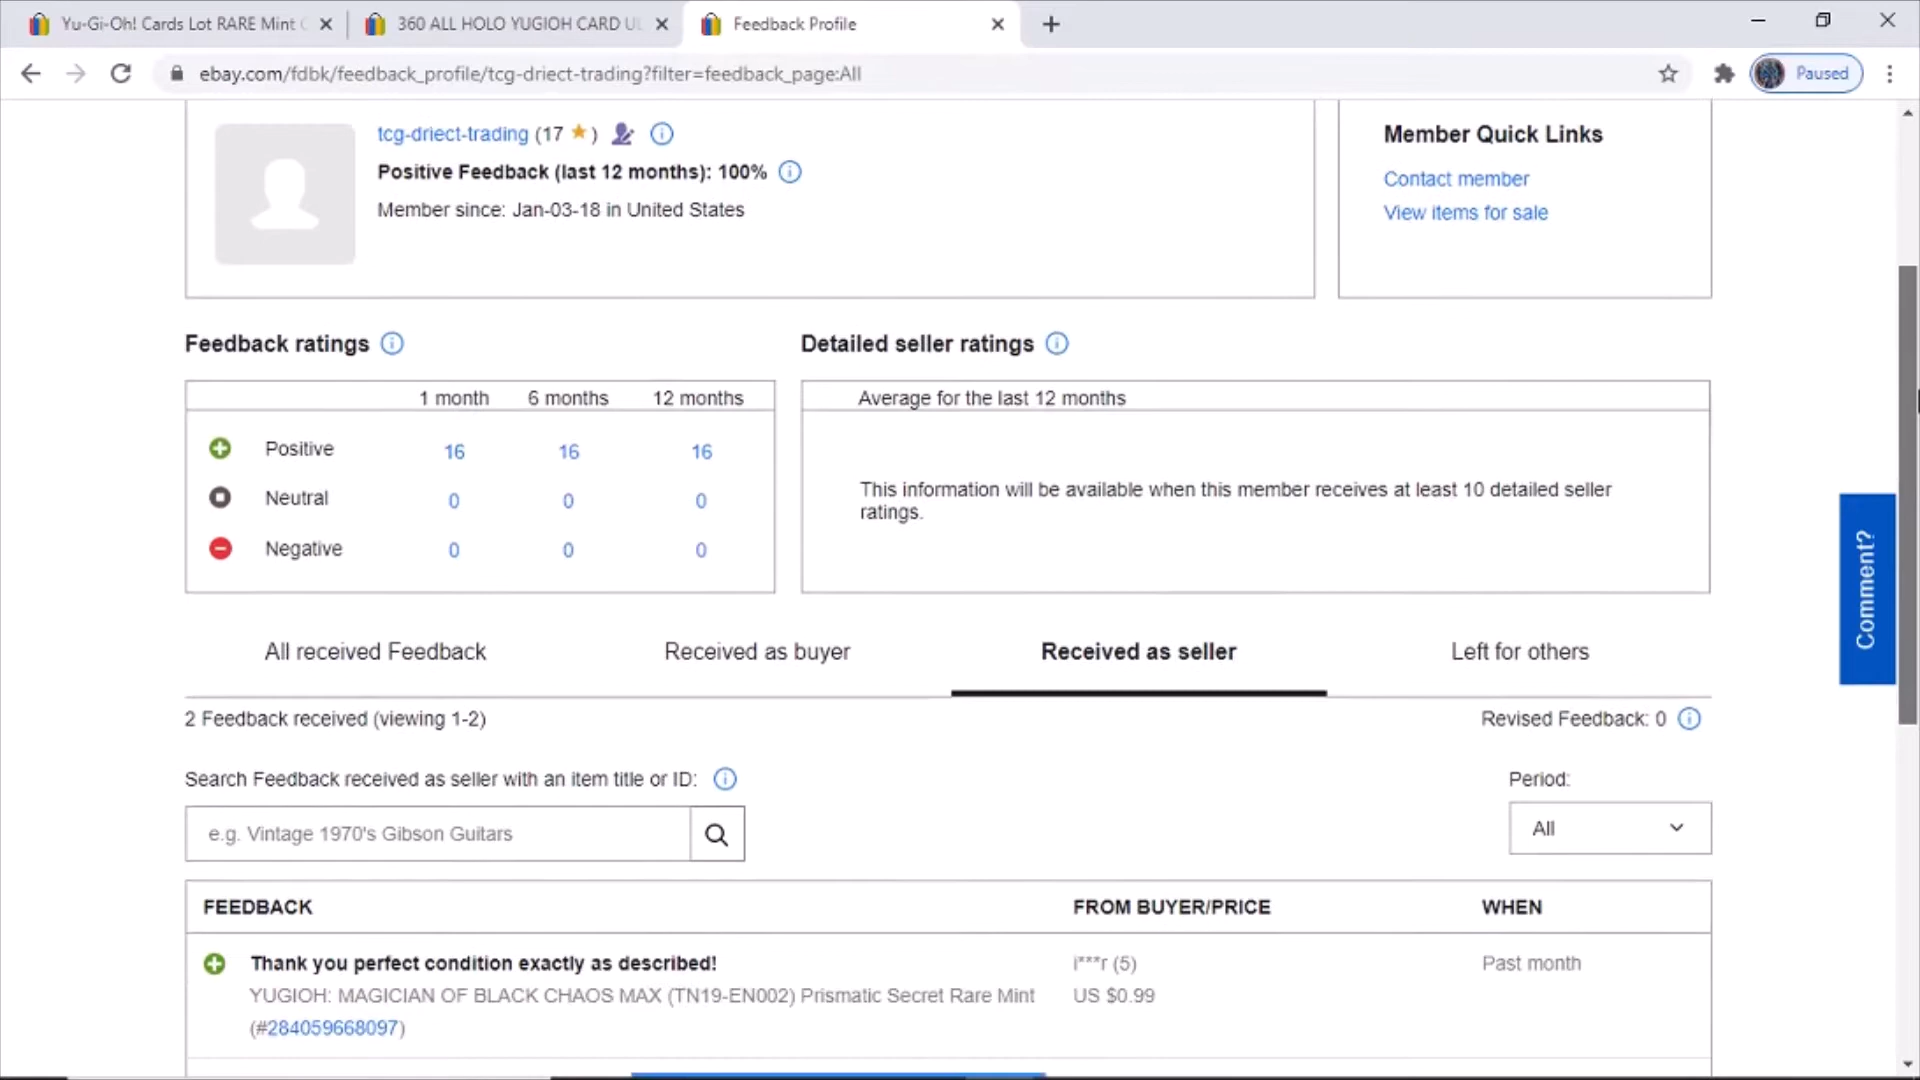 Yu-Gi-Oh! Cards Lot RARE Mint
360 ALL HOLO YUGIOH CARD UL
Feedback Profile
ebay.com/fdbk/feedback_profile/tcg-driect-trading?filter=feedback_page:All
Paused
tcg-driect-trading (17 ★)
Positive Feedback (last 12 months): 100%
Member since: Jan-03-18 in United States
Member Quick Links
Contact member
View items for sale
Feedback ratings
Detailed seller ratings
1 month 6 months 12 months
Average for the last 12 months
Positive 16 16 16
Neutral 0 0 0
Negative 0 0 0
This information will be available when this member receives at least 10 detailed seller
ratings.
Comment?
All received Feedback Received as buyer Received as seller Left for others
2 Feedback received (viewing 1-2)
Revised Feedback: 0
Search Feedback received as seller with an item title or ID:
Period:
e.g. Vintage 1970's Gibson Guitars
All
FEEDBACK FROM BUYER/PRICE WHEN
Thank you perfect condition exactly as described! i***r (5) Past month
YUGIOH: MAGICIAN OF BLACK CHAOS MAX (TN19-EN002) Prismatic Secret Rare Mint US $0.99
(#284059668097)